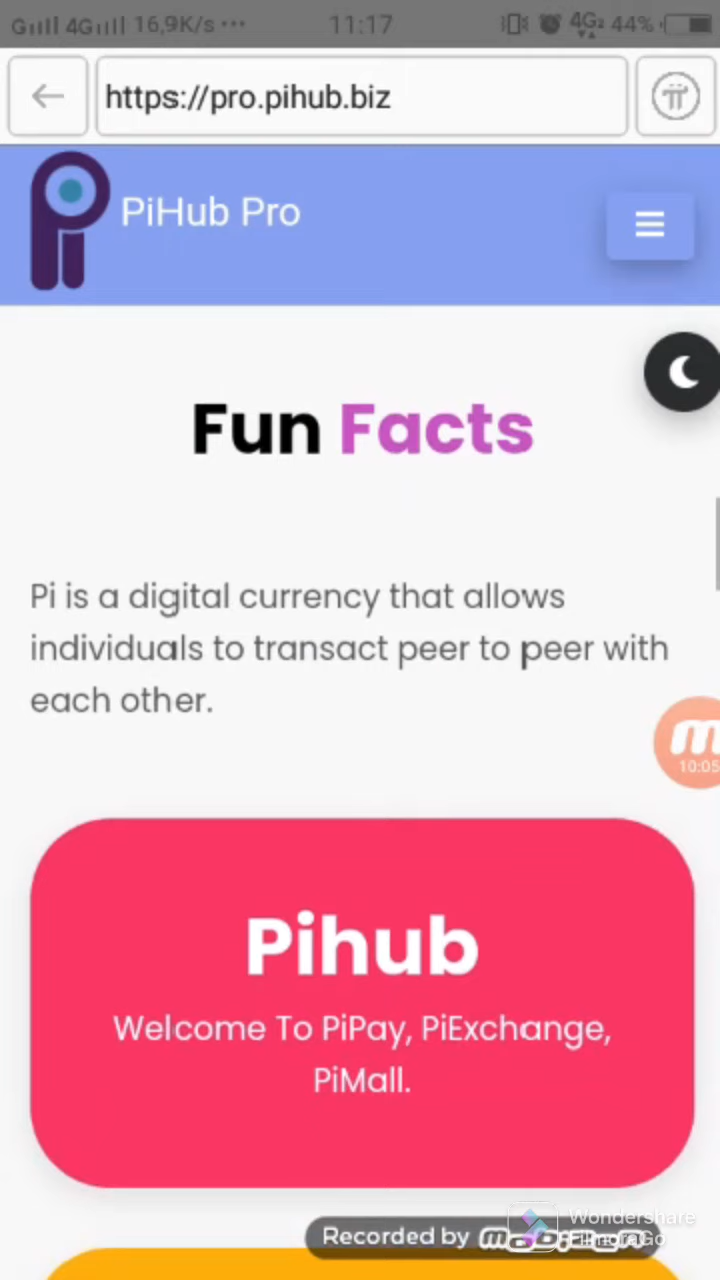 16,9K/s ··· 11:17 4G 44%
https://pro.pihub.biz
PiHub Pro
Fun Facts
Pi is a digital currency that allows
individuals to transact peer to peer with
each other.
10:05
Pihub
Welcome To PiPay, PiExchange,
PiMall.
Wondershare
Recorded by mobizen
FilmoraGo